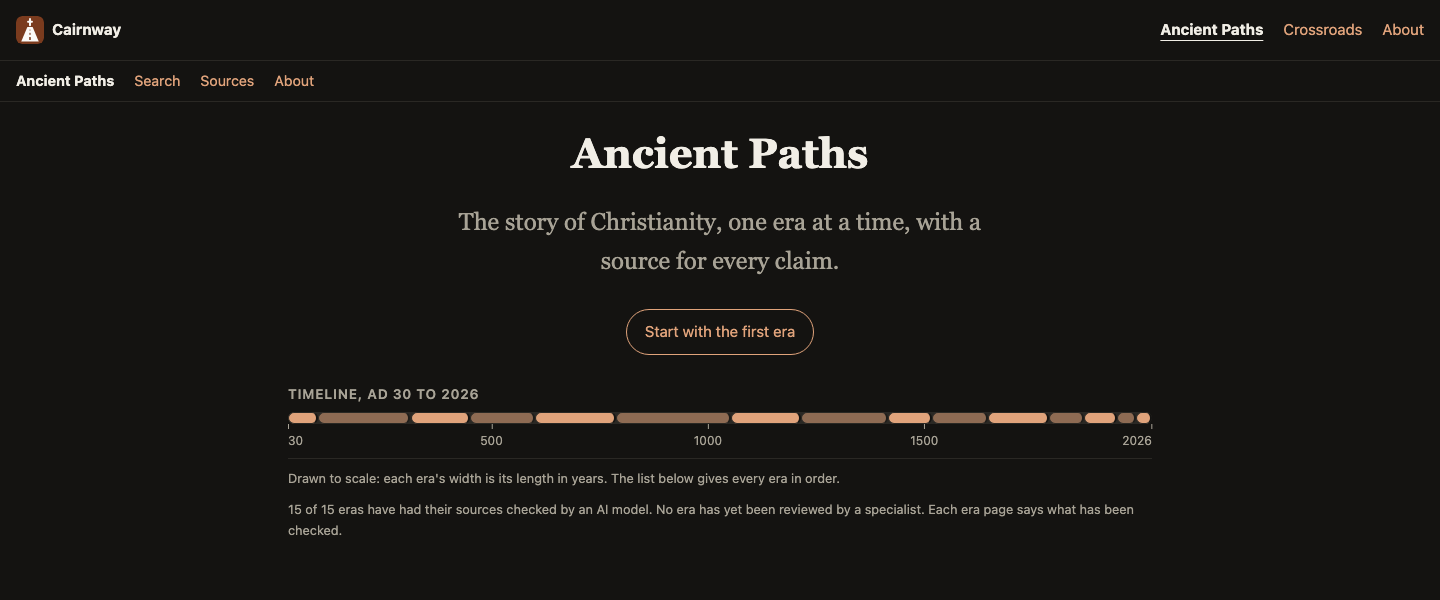 Cairnway
Ancient Paths Crossroads About
Ancient Paths Search Sources About
Ancient Paths
The story of Christianity, one era at a time, with a
source for every claim.
Start with the first era
TIMELINE, AD 30 TO 2026
30 500 1000 1500 2026
Drawn to scale: each era's width is its length in years. The list below gives every era in order.
15 of 15 eras have had their sources checked by an AI model. No era has yet been reviewed by a specialist. Each era page says what has been
checked.